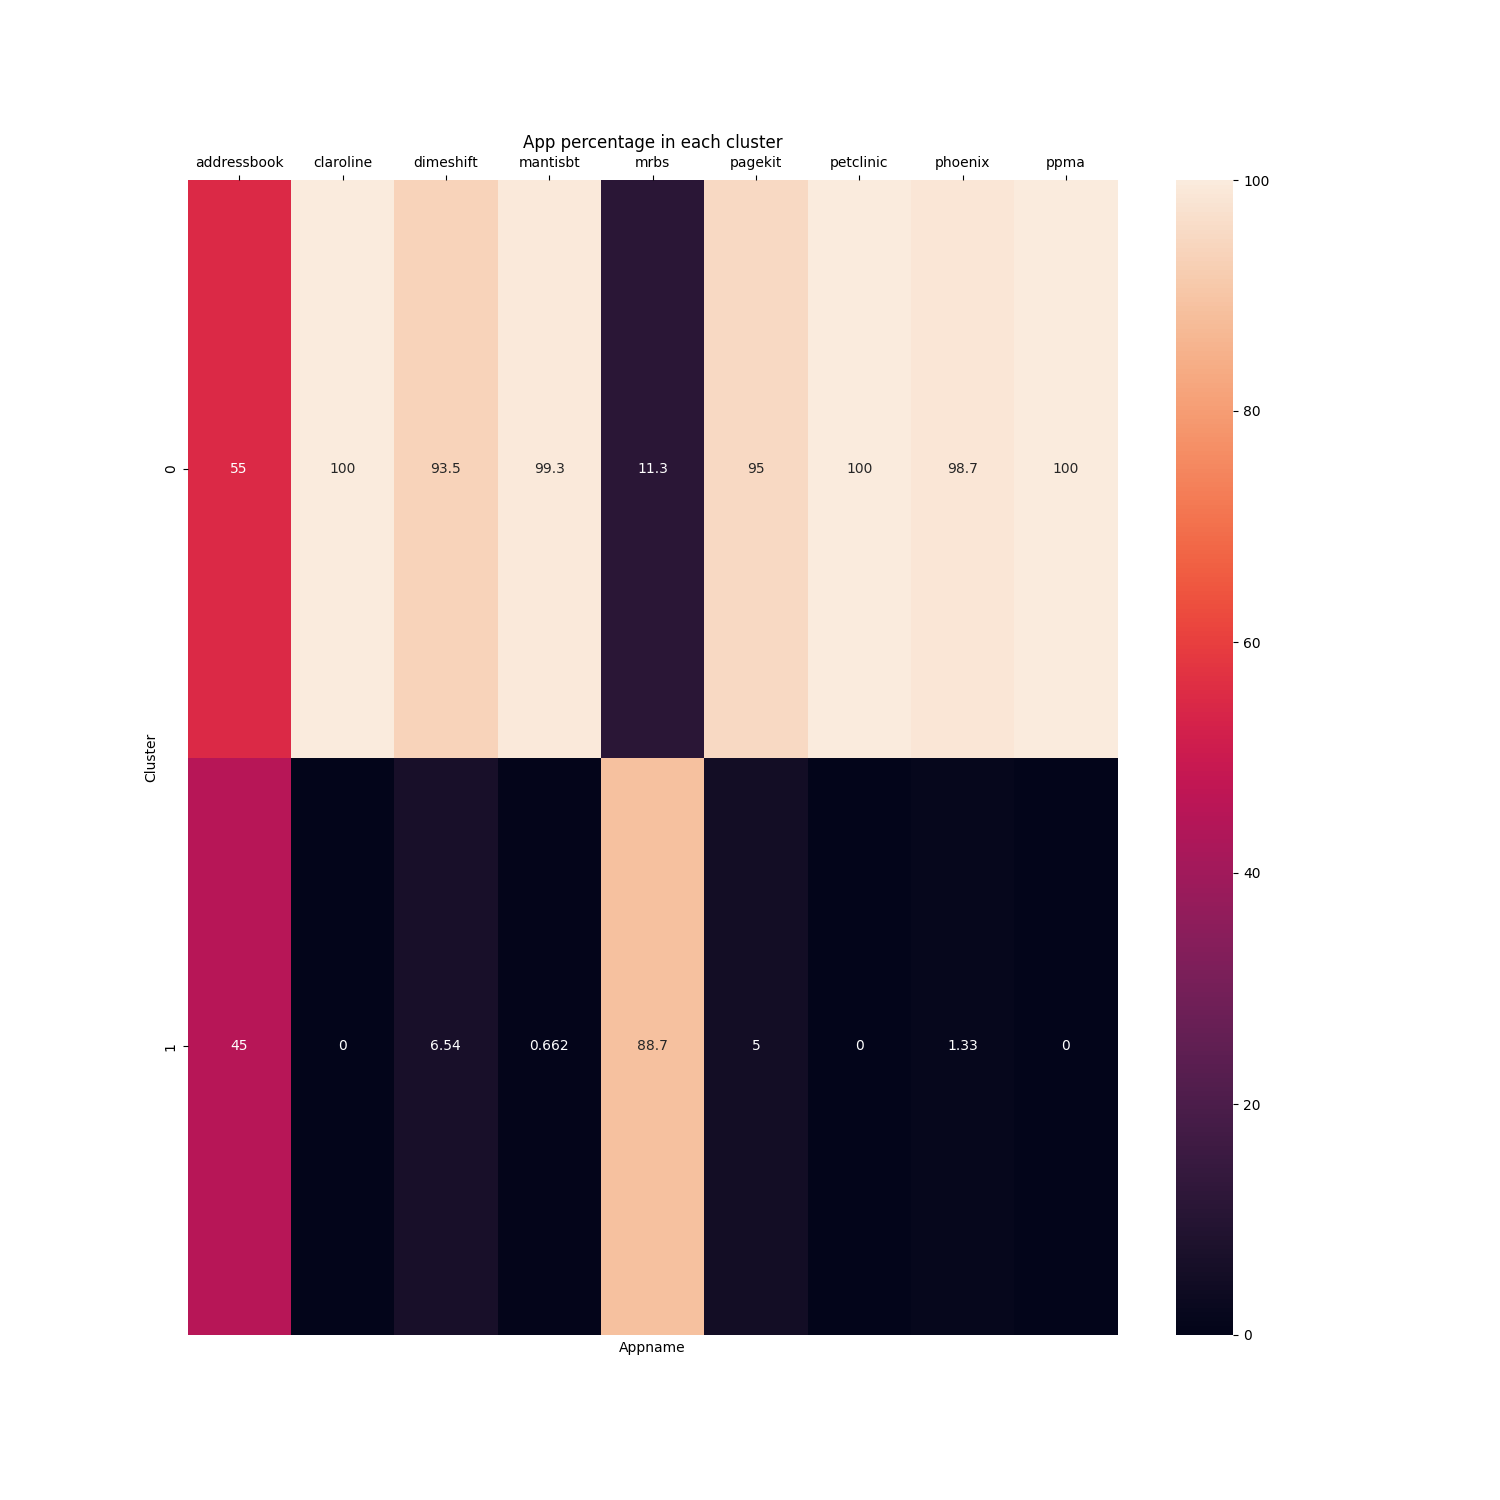 App percentage in each cluster
addressbook claroline dimeshift mantisbt mrbs pagekit petclinic phoenix ppma
100
80
60
40
20
0
Cluster
0
55 100 93.5 99.3 11.3 95 100 98.7 100
1
45 0 6.54 0.662 88.7 5 0 1.33 0
Appname